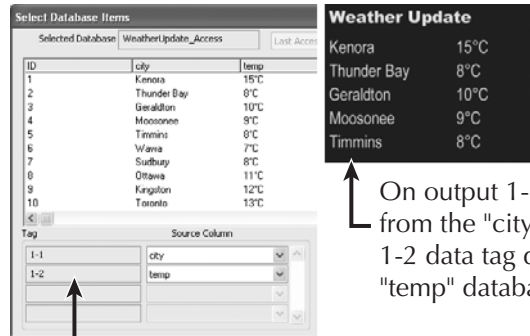 Select Database Items
Selected Database WeatherUpdate_Access Last Acces
ID city temp
1 Kenora 15°C
2 Thunder Bay 8°C
3 Geraldton 10°C
4 Moosonee 9°C
5 Timmins 8°C
6 Wawa 7°C
7 Sudbury 8°C
8 Ottawa 11°C
9 Kingston 12°C
10 Toronto 13°C
Tag Source Column
1-1 city
1-2 temp
Weather Update
Kenora 15°C
Thunder Bay 8°C
Geraldton 10°C
Moosonee 9°C
Timmins 8°C
On output 1-
from the "city
1-2 data tag
"temp" databa